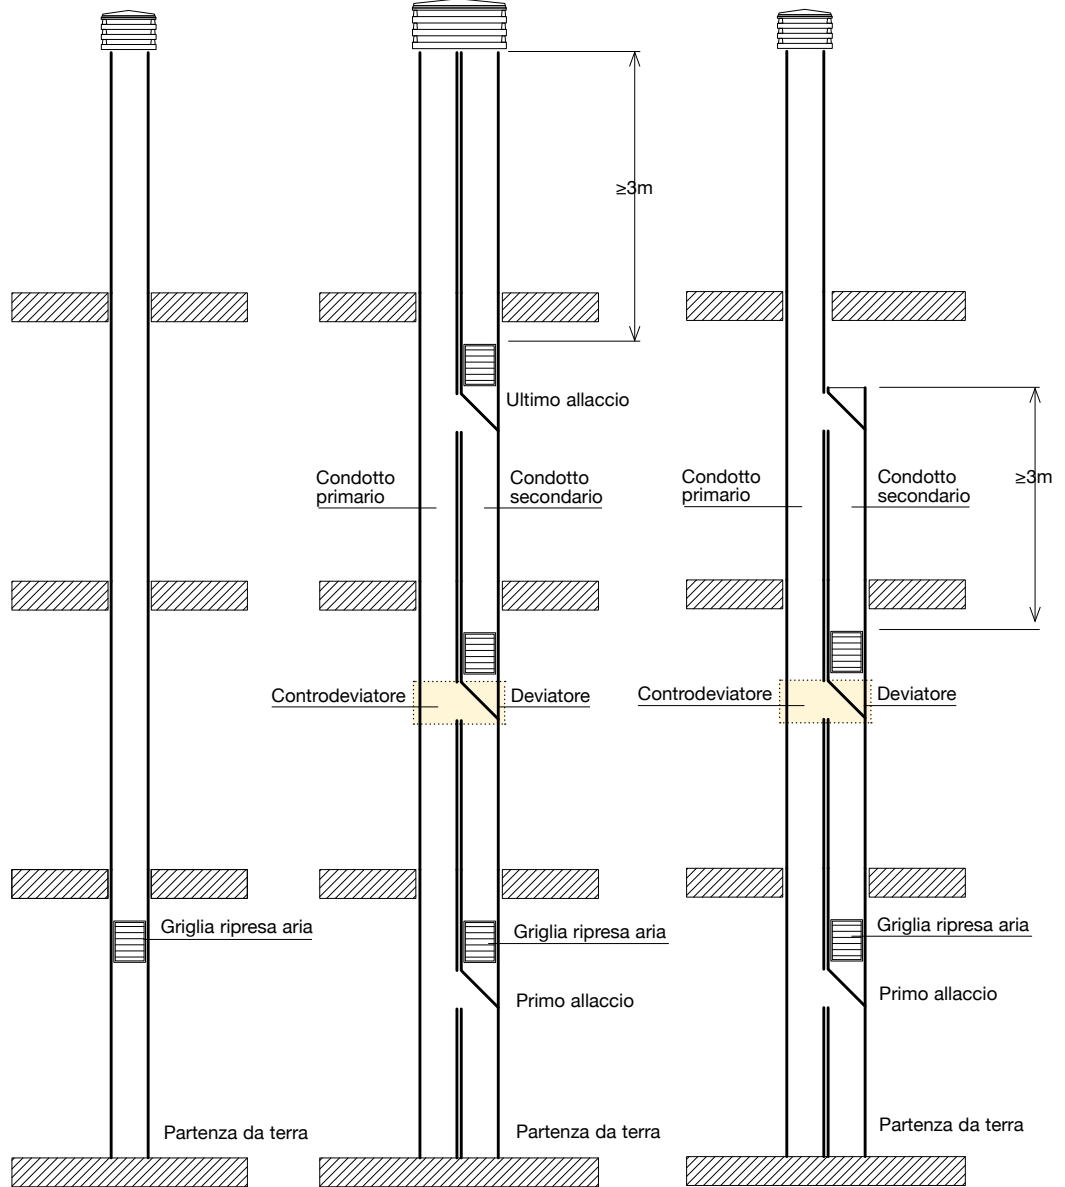 ≥3m
Ultimo allaccio
Condotto
primario
Condotto
secondario
Condotto
primario
Condotto
secondario
≥3m
Controdeviatore
Deviatore
Controdeviatore
Deviatore
Griglia ripresa aria
Griglia ripresa aria
Griglia ripresa aria
Primo allaccio
Primo allaccio
Partenza da terra
Partenza da terra
Partenza da terra